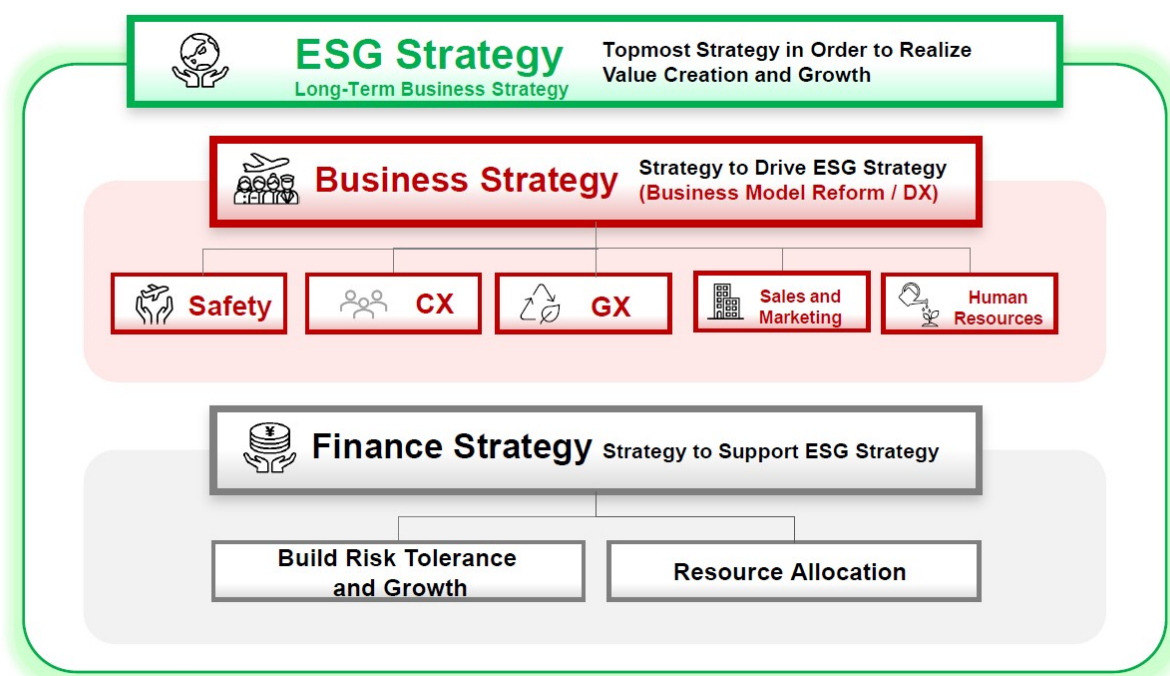 ESG Strategy
Long-Term Business Strategy
Topmost Strategy in Order to Realize
Value Creation and Growth
Business Strategy
Strategy to Drive ESG Strategy
(Business Model Reform / DX)
Safety
CX
GX
Sales and
Marketing
Human
Resources
¥
Finance Strategy Strategy to Support ESG Strategy
Build Risk Tolerance
and Growth
Resource Allocation